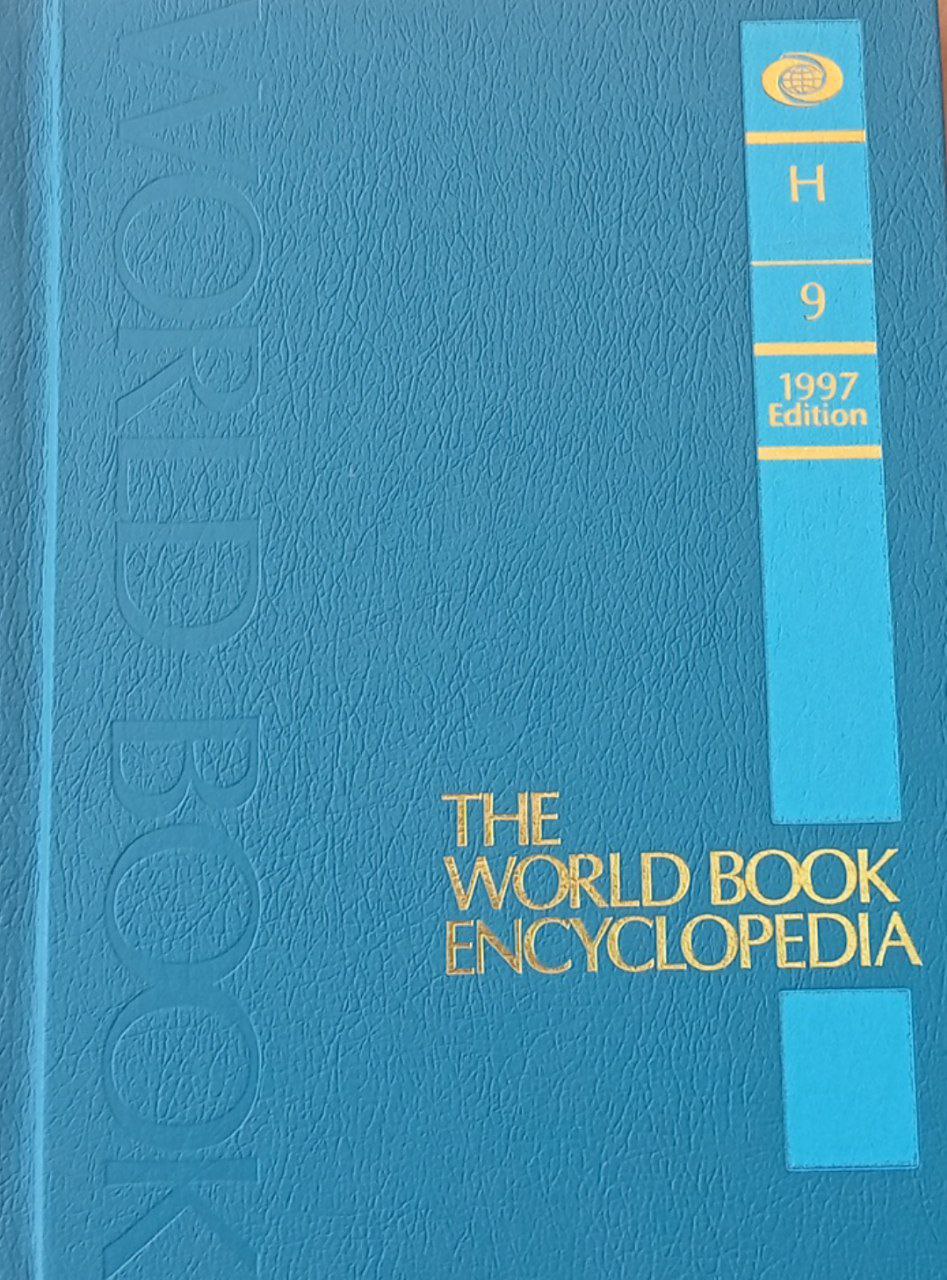 WORLD BOOK
H
9
1997
Edition
THE
WORLD BOOK
ENCYCLOPEDIA